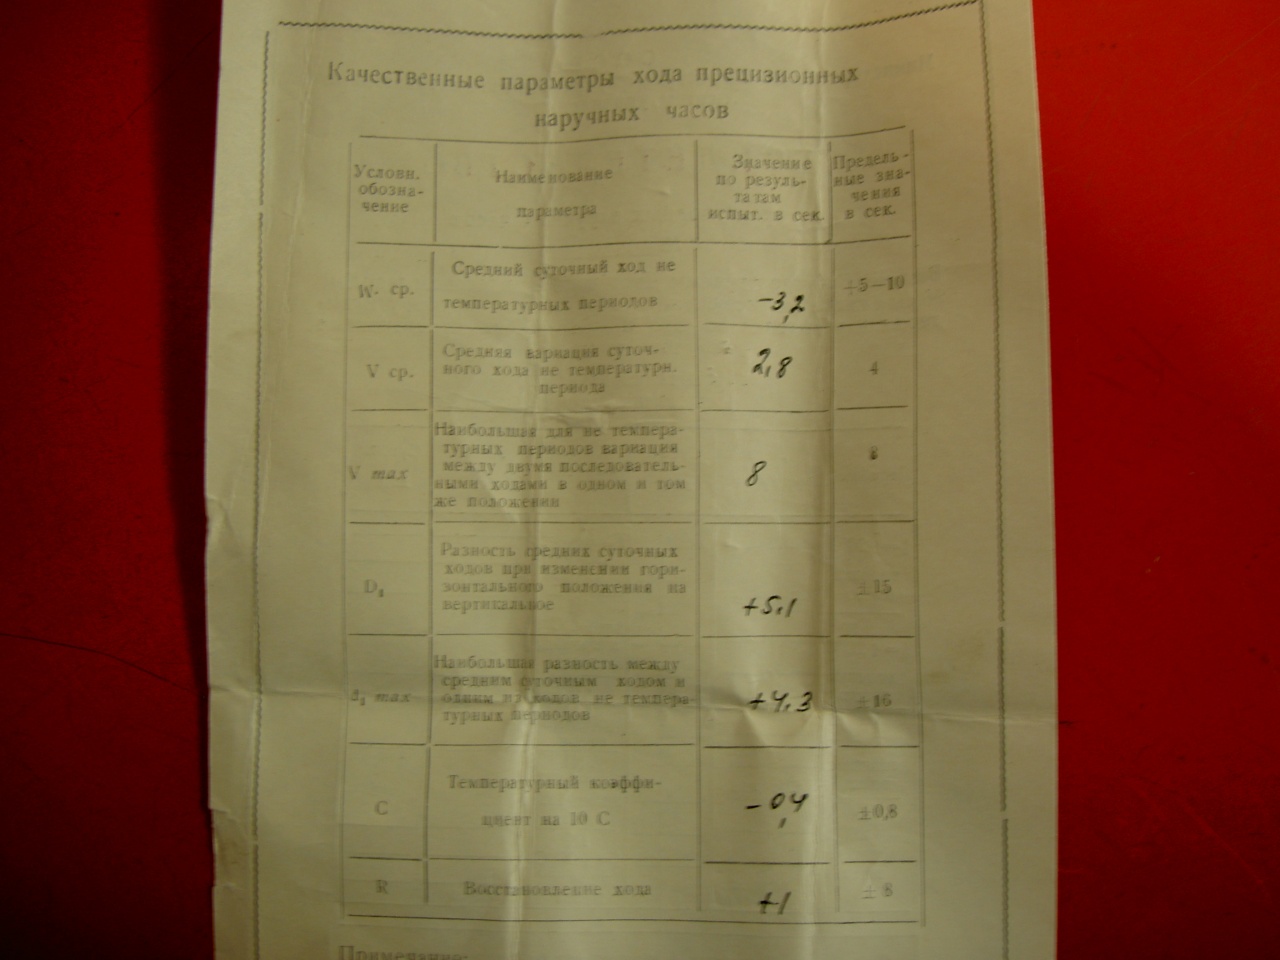 Качественные параметры хода прецизионных
наручных часов
Условн.
обозна-
чение
Наименование
параметра
Значение
по резуль-
татам
испыт. в сек.
Предель-
ные зна-
чения
в сек.
W. ср.
Средний суточный ход не
температурных периодов
-3,2
+5-10
V ср.
Средняя вариация суточ-
ного хода не температурн.
периода
2,8
4
V max
Наибольшая для не темпера-
турных периодов вариация
между двумя последователь-
ными ходами в одном и том
же положении
8
8
D₁
Разность средних суточных
ходов при изменении гори-
зонтального положения на
вертикальное
+5.1
±15
max
Наибольшая разность между
средним суточным ходом и
одним из ходов не темпера-
турных периодов
+4.3
±16
C
Температурный коэффи-
циент на 10 С
-0,4
±0,8
R
Восстановление хода
+1
± 8
Примечание: